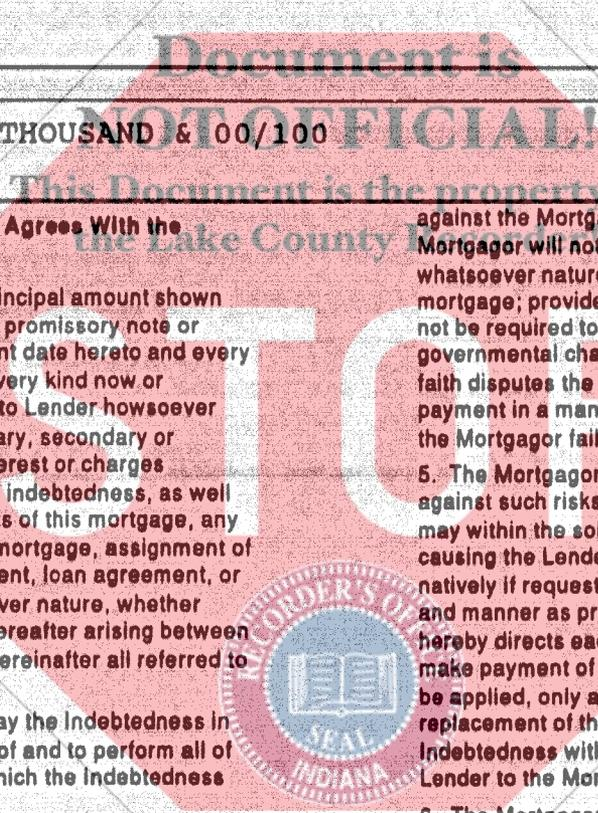 Document is
NOT OFFICIAL!
THOUSAND & 00/100
This Document is the property
the Lake County Recorder
Agrees With the
incipal amount shown
promissory note or
nt date hereto and every
very kind now or
to Lender howsoever
ary, secondary or
erest or charges
indebtedness, as well
s of this mortgage, any
mortgage, assignment of
ent, loan agreement, or
ver nature, whether
ereafter arising between
ereinafter all referred to
ay the Indebtedness in
of and to perform all of
hich the Indebtedness
against the Mortg
Mortgagor will no
whatsoever nature
mortgage; provide
not be required to
governmental cha
faith disputes the
payment in a man
the Mortgagor fail
5. The Mortgagor
against such risks
may within the so
causing the Lende
natively if request
and manner as pr
hereby directs ea
make payment of
be applied, only a
replacement of th
Indebtedness with
Lender to the Mor
STO
RECORDER'S OFF
SEAL
INDIANA